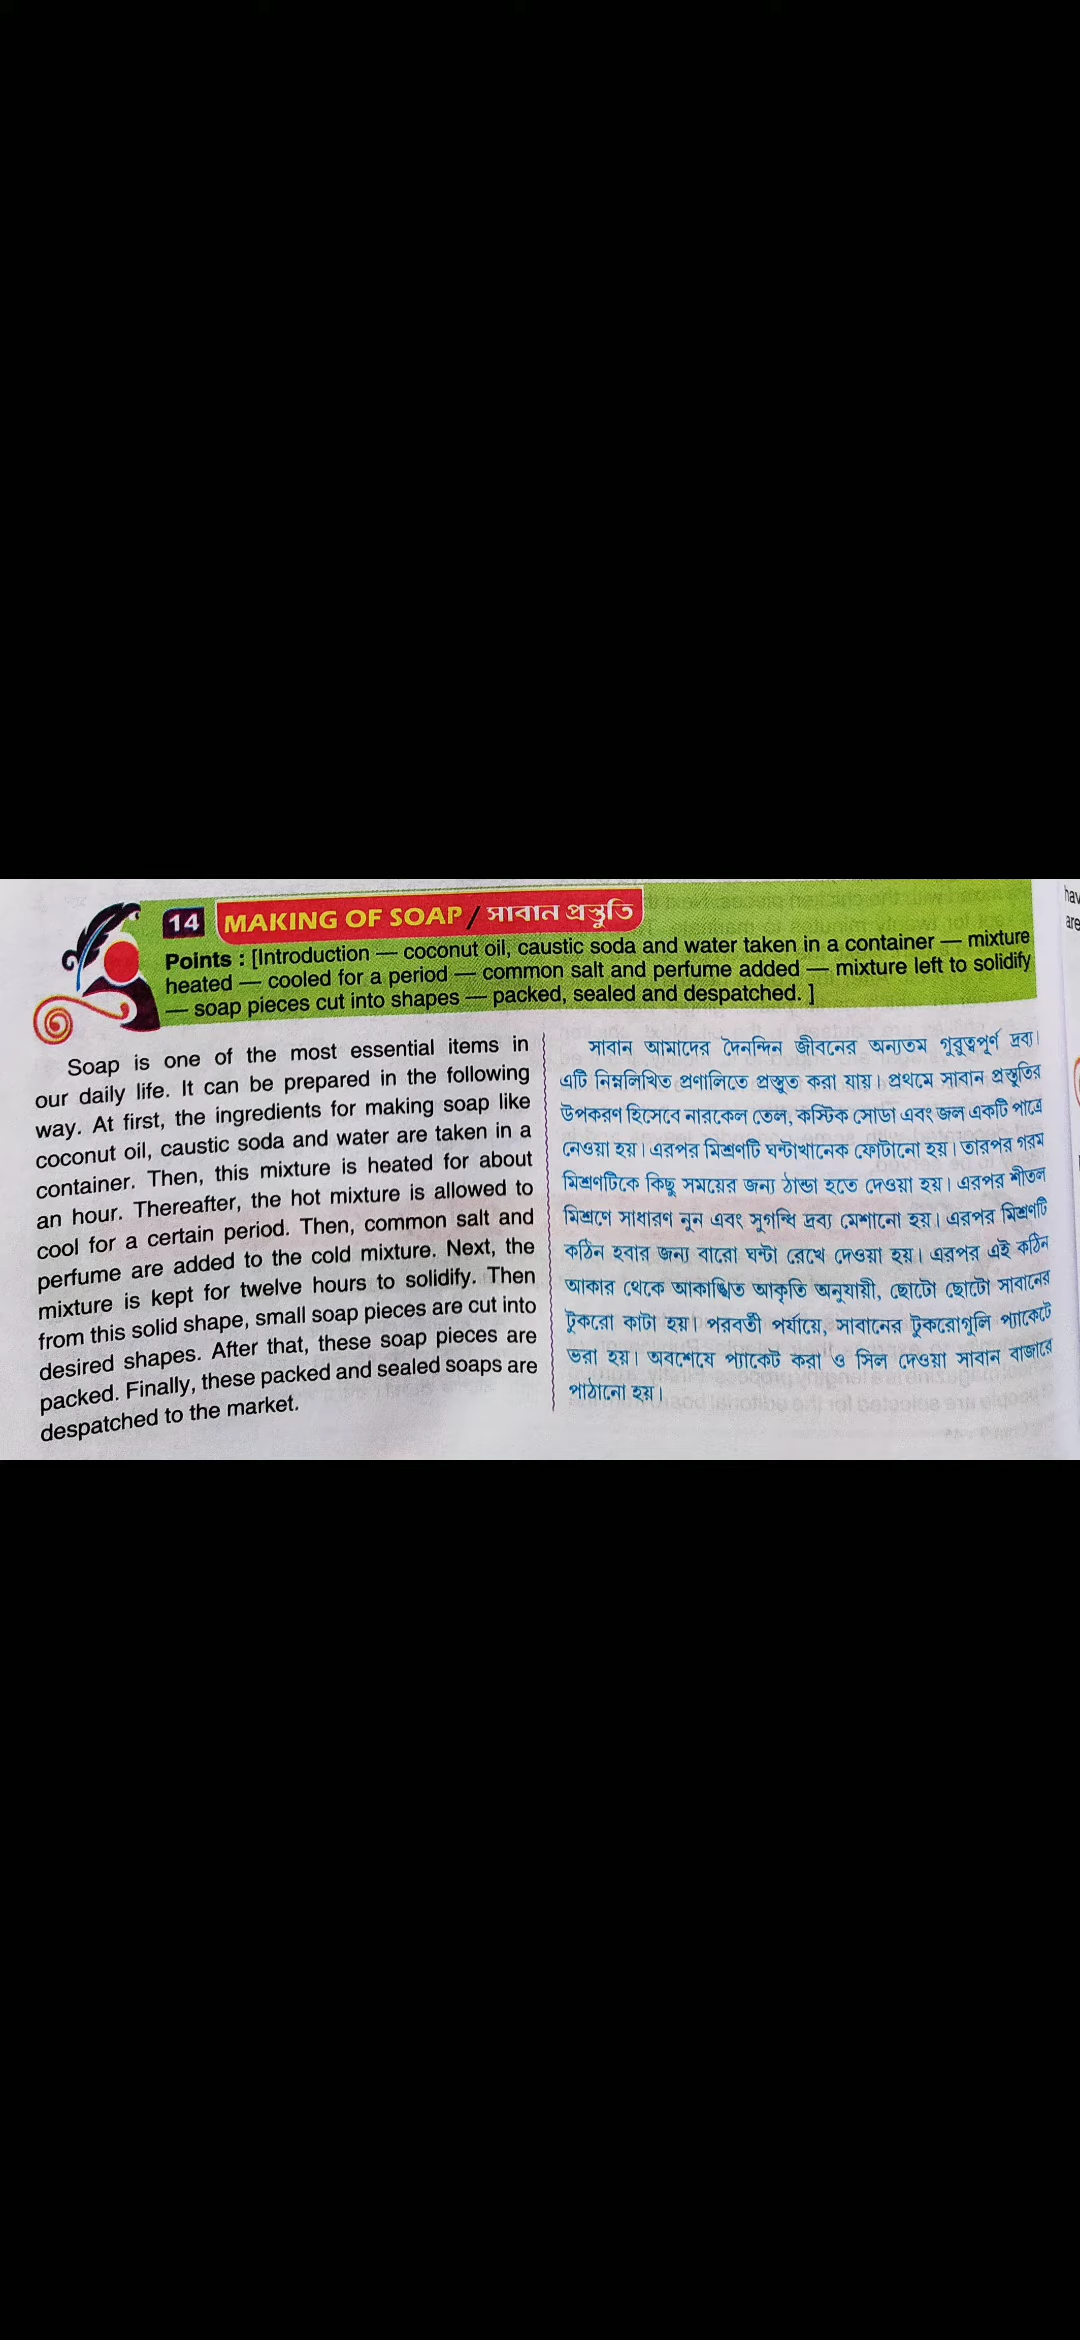 14 MAKING OF SOAP / সাবান প্রস্তুতি
Points : [Introduction — coconut oil, caustic soda and water taken in a container — mixture
heated — cooled for a period — common salt and perfume added — mixture left to solidify
— soap pieces cut into shapes — packed, sealed and despatched. ]
Soap is one of the most essential items in
our daily life. It can be prepared in the following
way. At first, the ingredients for making soap like
coconut oil, caustic soda and water are taken in a
container. Then, this mixture is heated for about
an hour. Thereafter, the hot mixture is allowed to
cool for a certain period. Then, common salt and
perfume are added to the cold mixture. Next, the
mixture is kept for twelve hours to solidify. Then
from this solid shape, small soap pieces are cut into
desired shapes. After that, these soap pieces are
packed. Finally, these packed and sealed soaps are
despatched to the market.
সাবান আমাদের দৈনন্দিন জীবনের অন্যতম গুরুত্বপূর্ণ দ্রব্য।
এটি নিম্নলিখিত প্রণালিতে প্রস্তুত করা যায়। প্রথমে সাবান প্রস্তুতির
উপকরণ হিসেবে নারকেল তেল, কস্টিক সোডা এবং জল একটি পাত্রে
নেওয়া হয়। এরপর মিশ্রণটি ঘন্টাখানেক ফোটানো হয়। তারপর গরম
মিশ্রণটিকে কিছু সময়ের জন্য ঠান্ডা হতে দেওয়া হয়। এরপর শীতল
মিশ্রণে সাধারণ নুন এবং সুগন্ধি দ্রব্য মেশানো হয়। এরপর মিশ্রণটি
কঠিন হবার জন্য বারো ঘন্টা রেখে দেওয়া হয়। এরপর এই কঠিন
আকার থেকে আকাঙ্খিত আকৃতি অনুযায়ী, ছোটো ছোটো সাবানের
টুকরো কাটা হয়। পরবর্তী পর্যায়ে, সাবানের টুকরোগুলি প্যাকেটে
ভরা হয়। অবশেষে প্যাকেট করা ও সিল দেওয়া সাবান বাজারে
পাঠানো হয়।
hav
are